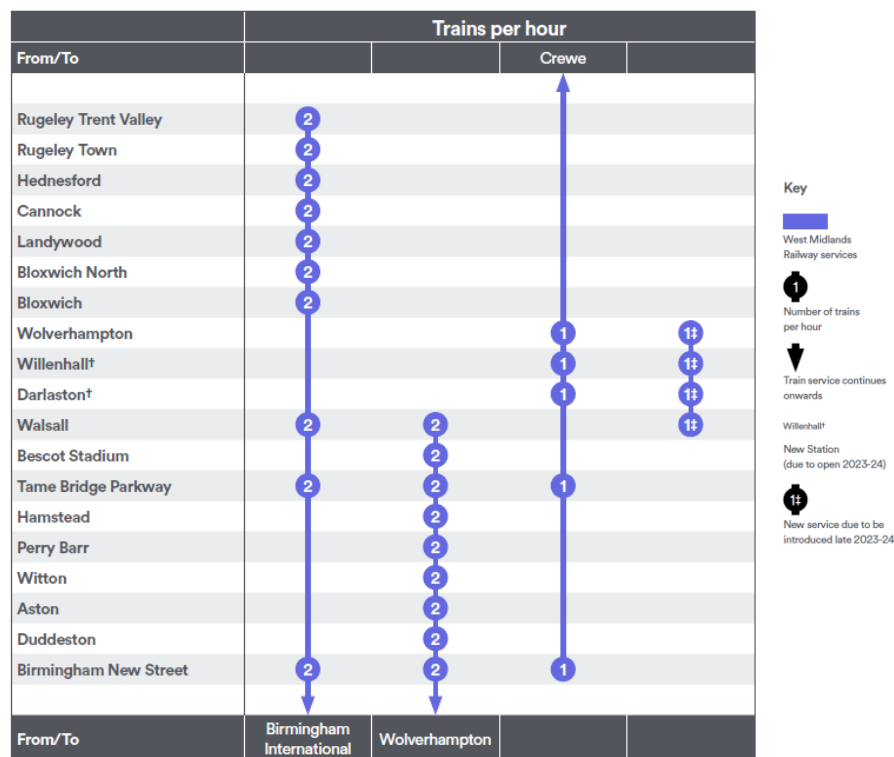 Trains per hour
From/To Crewe
Rugeley Trent Valley 2
Rugeley Town 2
Hednesford 2
Cannock 2
Landywood 2
Bloxwich North 2
Bloxwich 2
Wolverhampton 1 1‡
Willenhall† 1 1‡
Darlaston† 1 1‡
Walsall 2 2 1‡
Bescot Stadium 2
Tame Bridge Parkway 2 2 1
Hamstead 2
Perry Barr 2
Witton 2
Aston 2
Duddeston 2
Birmingham New Street 2 2 1
From/To Birmingham International Wolverhampton
Key
West Midlands
Railway services
1
Number of trains
per hour
Train service continues
onwards
Willenhall†
New Station
(due to open 2023-24)
1‡
New service due to be
introduced late 2023-24